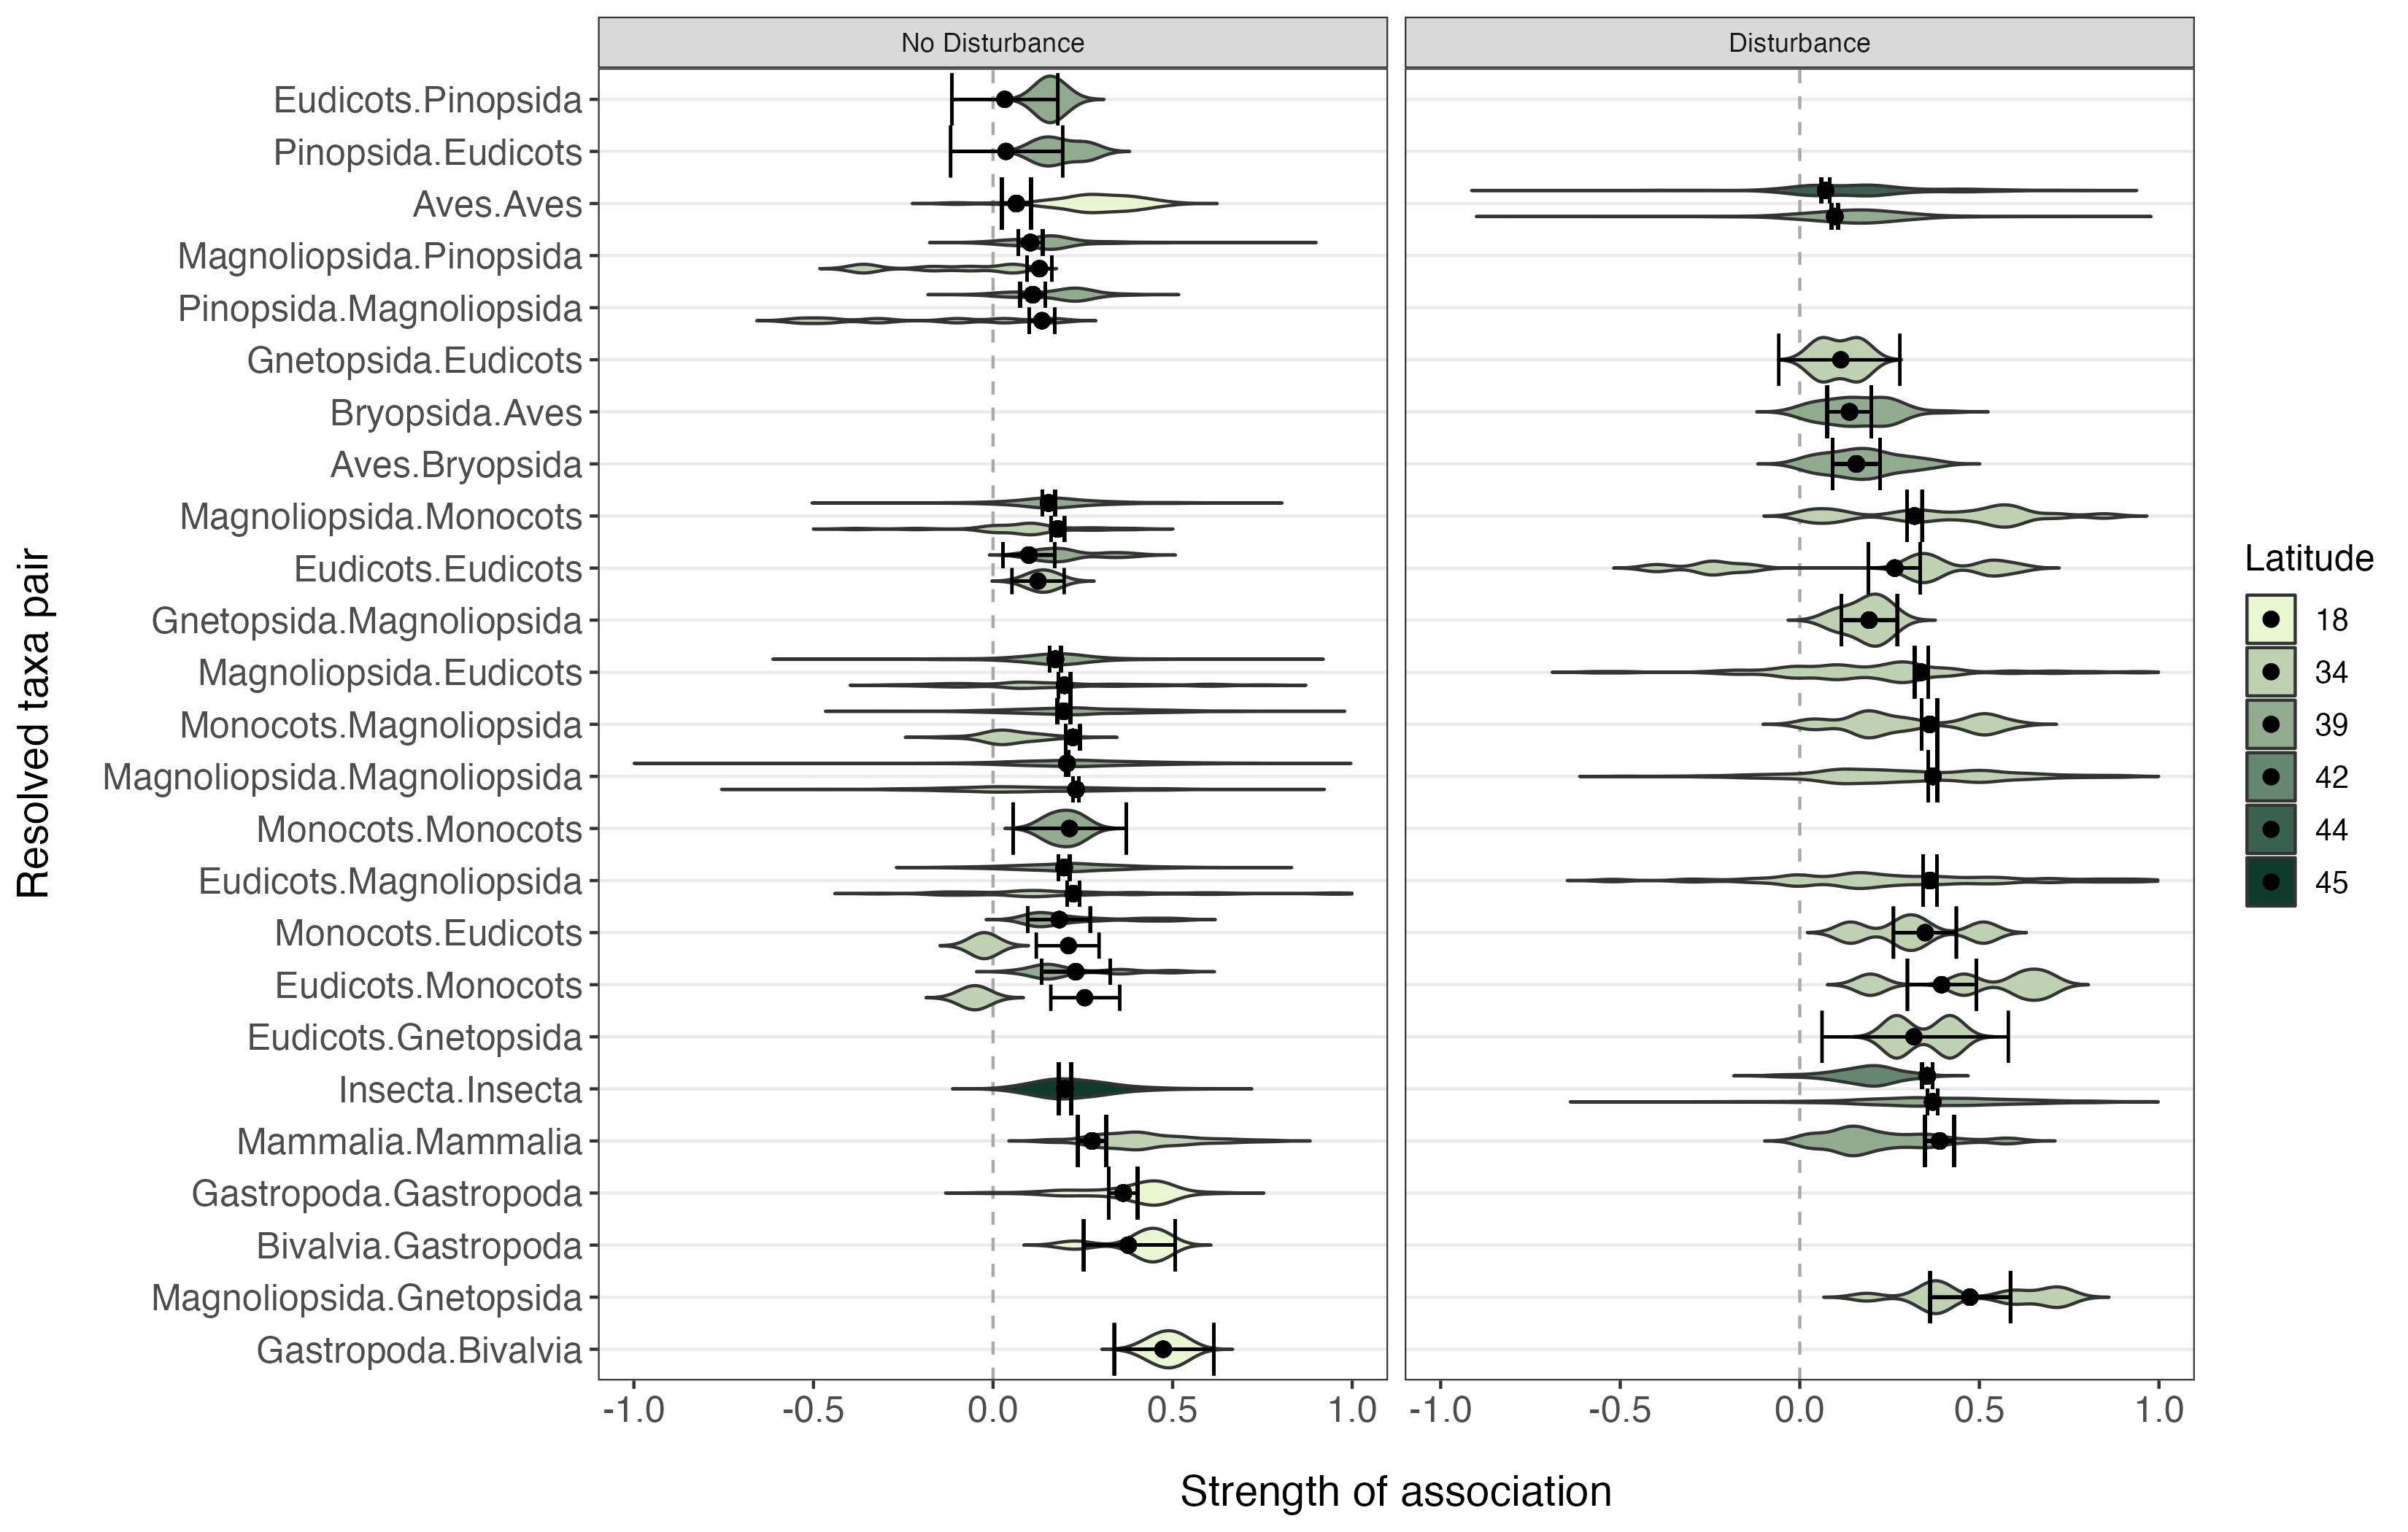 No Disturbance
Disturbance
Resolved taxa pair
Eudicots.Pinopsida
Pinopsida.Eudicots
Aves.Aves
Magnoliopsida.Pinopsida
Pinopsida.Magnoliopsida
Gnetopsida.Eudicots
Bryopsida.Aves
Aves.Bryopsida
Magnoliopsida.Monocots
Eudicots.Eudicots
Gnetopsida.Magnoliopsida
Magnoliopsida.Eudicots
Monocots.Magnoliopsida
Magnoliopsida.Magnoliopsida
Monocots.Monocots
Eudicots.Magnoliopsida
Monocots.Eudicots
Eudicots.Monocots
Eudicots.Gnetopsida
Insecta.Insecta
Mammalia.Mammalia
Gastropoda.Gastropoda
Bivalvia.Gastropoda
Magnoliopsida.Gnetopsida
Gastropoda.Bivalvia
-1.0 -0.5 0.0 0.5 1.0
-1.0 -0.5 0.0 0.5 1.0
Strength of association
Latitude
18
34
39
42
44
45